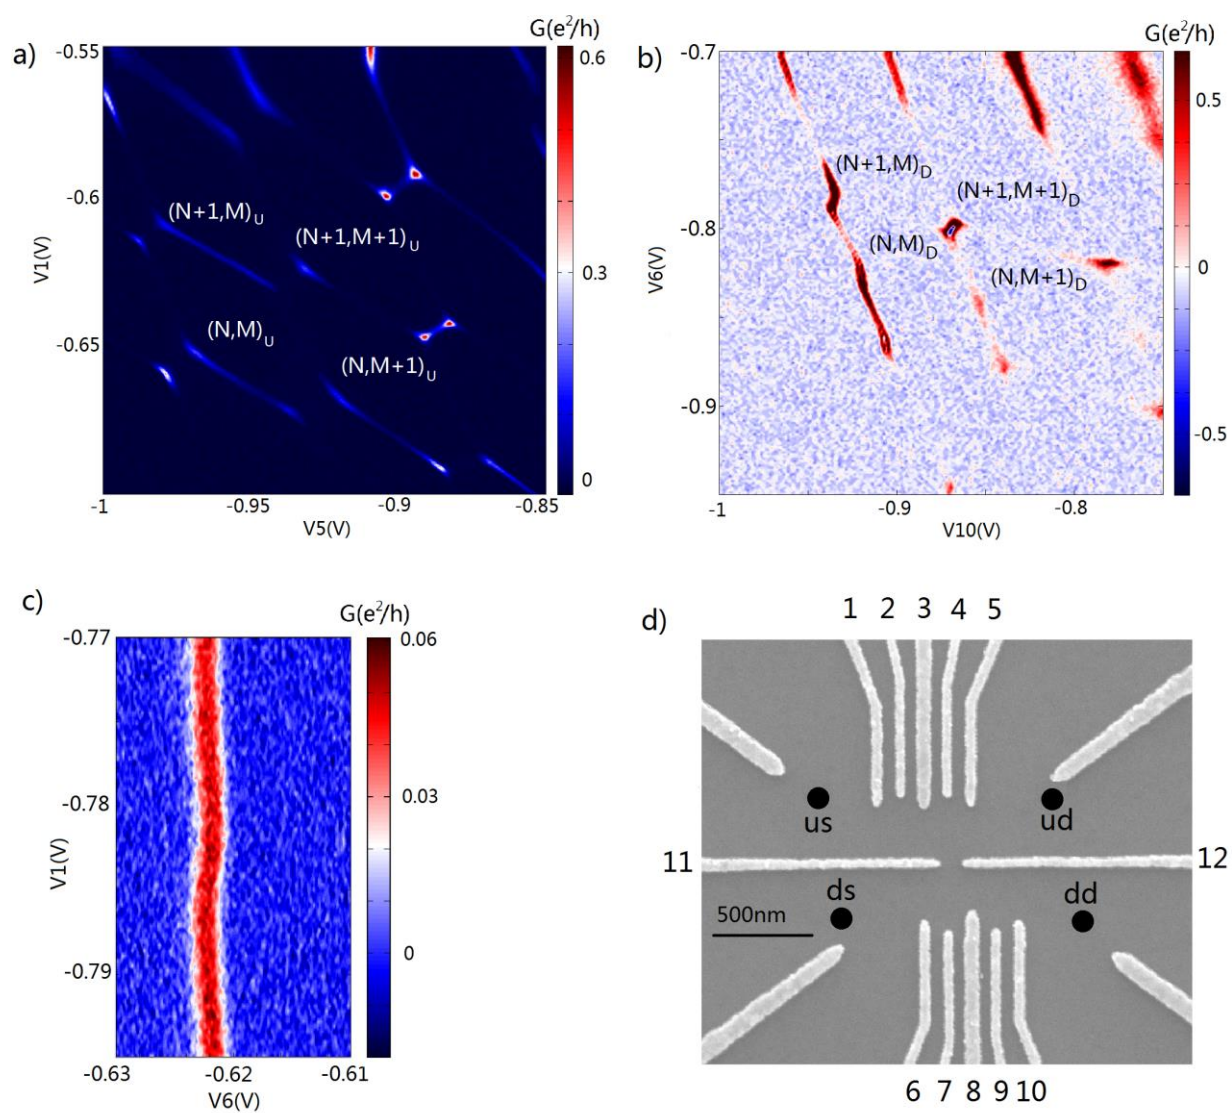 a)
G(e²/h)
-0.55
-0.6
-0.65
V1(V)
(N+1,M)U
(N+1,M+1)U
(N,M)U
(N,M+1)U
-1
-0.95
-0.9
-0.85
V5(V)
0.6
0.3
0
b)
G(e²/h)
-0.7
-0.8
-0.9
V6(V)
(N+1,M)D
(N+1,M+1)D
(N,M)D
(N,M+1)D
-1
-0.9
-0.8
V10(V)
0.5
0
-0.5
c)
G(e²/h)
-0.77
-0.78
-0.79
V1(V)
-0.63
-0.62
-0.61
V6(V)
0.06
0.03
0
d)
1 2 3 4 5
us
ud
11
12
ds
dd
500nm
6 7 8 9 10